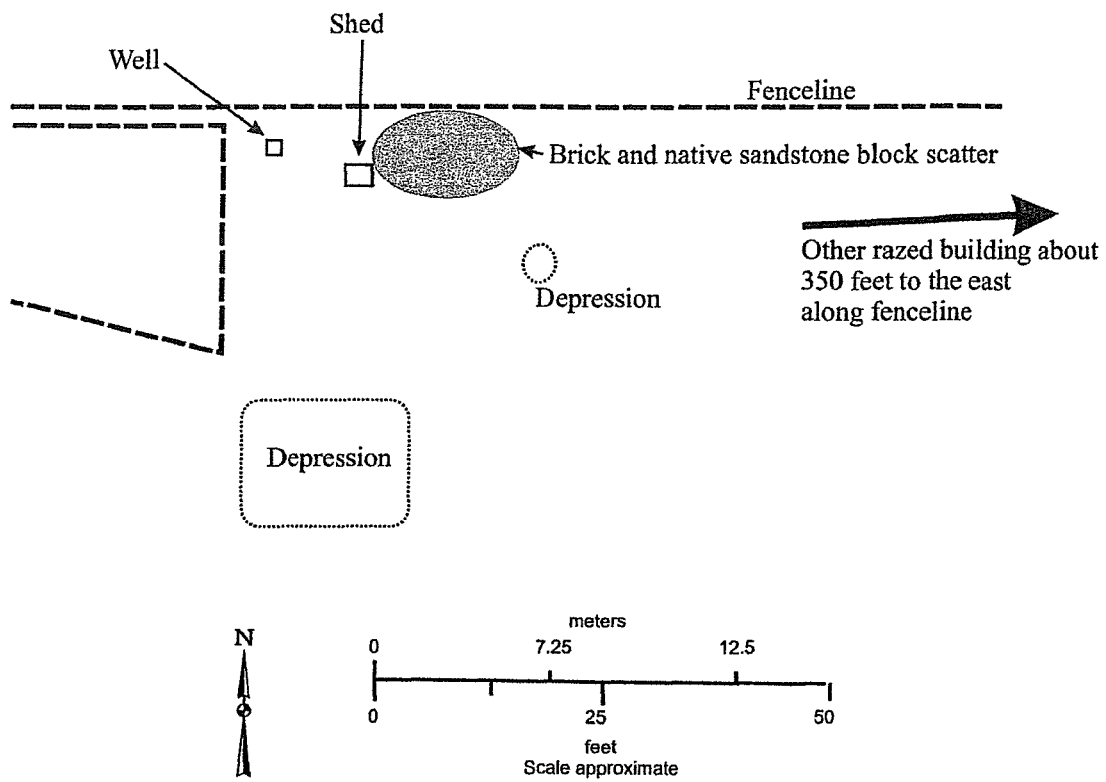 Shed
Well
Fenceline
Brick and native sandstone block scatter
Other razed building about
350 feet to the east
along fenceline
Depression
Depression
N
meters
0 7.25 12.5
0 25 50
feet
Scale approximate